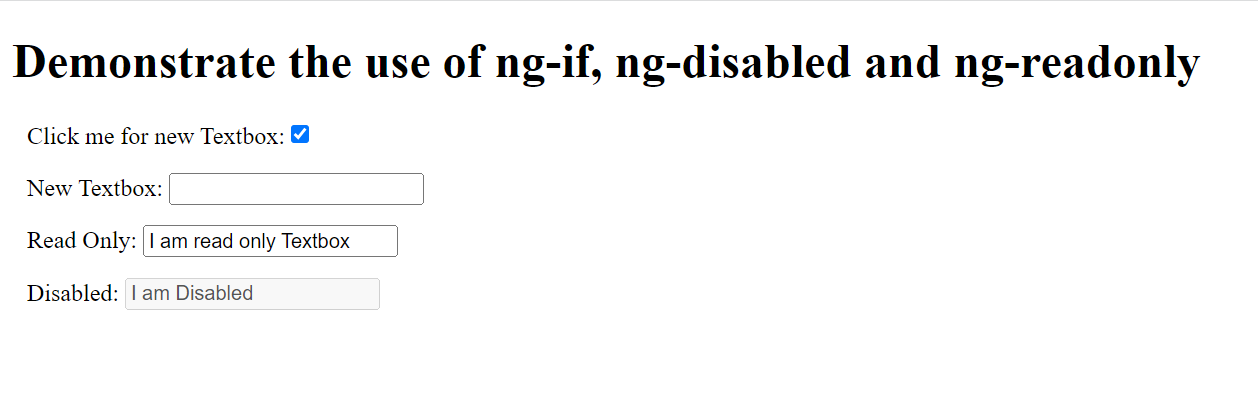 Demonstrate the use of ng-if, ng-disabled and ng-readonly
Click me for new Textbox:
New Textbox:
Read Only: I am read only Textbox
Disabled: I am Disabled